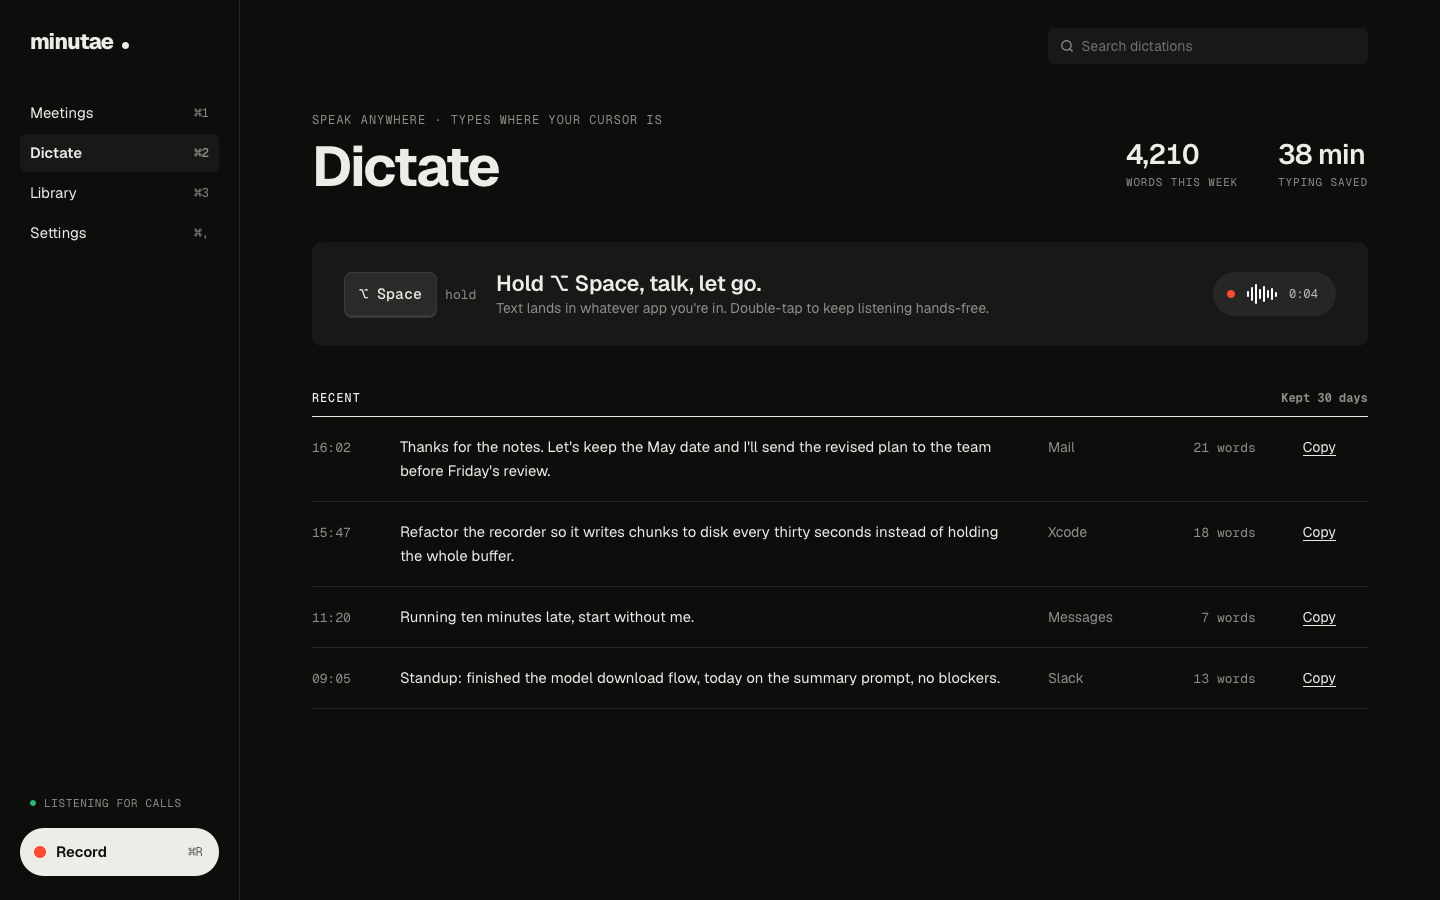 minutae
Search dictations
Meetings ⌘1
Dictate ⌘2
Library ⌘3
Settings ⌘,
SPEAK ANYWHERE · TYPES WHERE YOUR CURSOR IS
Dictate
4,210
WORDS THIS WEEK
38 min
TYPING SAVED
⌥ Space hold
Hold ⌥ Space, talk, let go.
Text lands in whatever app you're in. Double-tap to keep listening hands-free.
0:04
RECENT Kept 30 days
16:02 Thanks for the notes. Let's keep the May date and I'll send the revised plan to the team Mail 21 words Copy
before Friday's review.
15:47 Refactor the recorder so it writes chunks to disk every thirty seconds instead of holding Xcode 18 words Copy
the whole buffer.
11:20 Running ten minutes late, start without me. Messages 7 words Copy
09:05 Standup: finished the model download flow, today on the summary prompt, no blockers. Slack 13 words Copy
LISTENING FOR CALLS
Record ⌘R